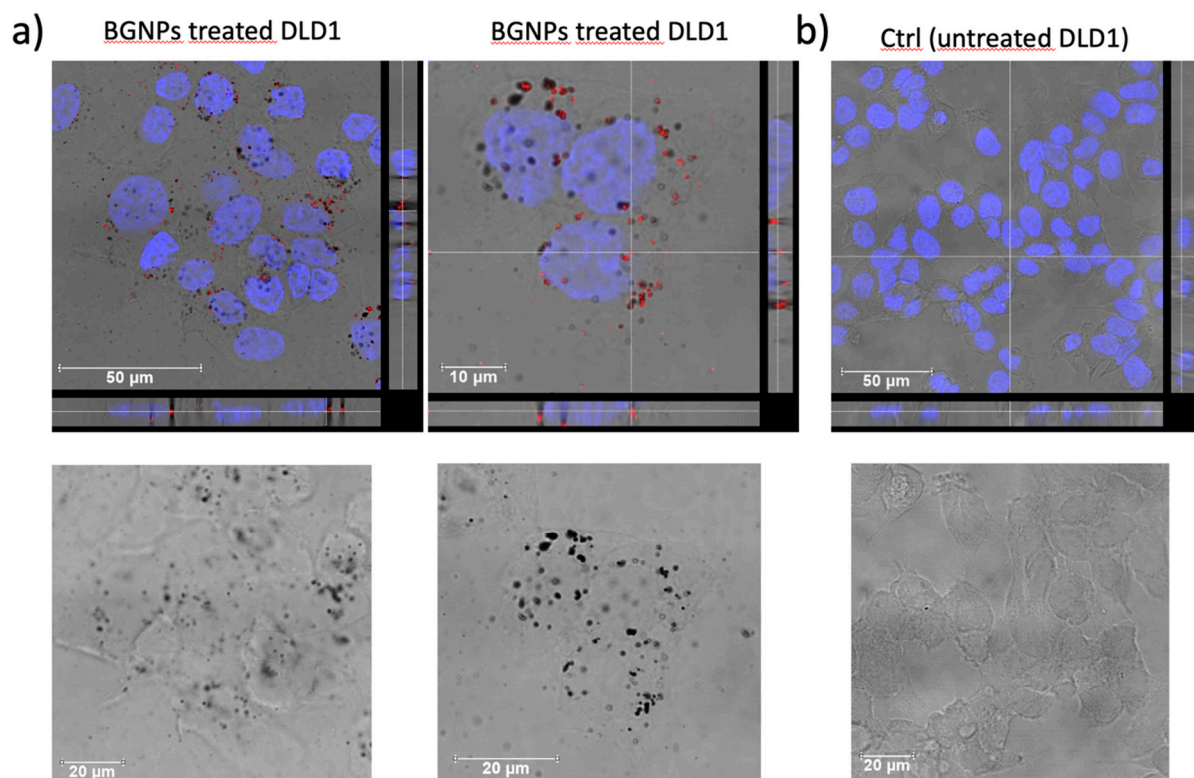 a)
BGNPs treated DLD1
BGNPs treated DLD1
b)
Ctrl (untreated DLD1)
50 μm
10 μm
50 μm
20 μm
20 μm
20 μm